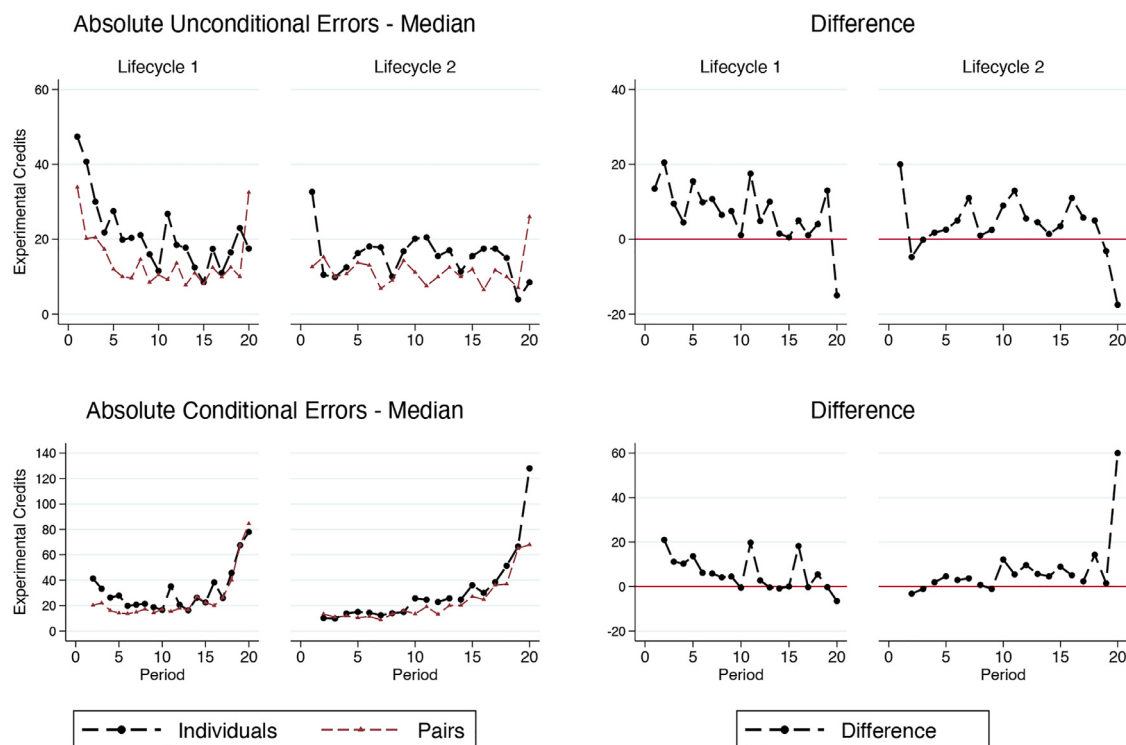 Absolute Unconditional Errors - Median
Lifecycle 1
Lifecycle 2
Experimental Credits
60
40
20
0
0 5 10 15 20
0 5 10 15 20
Difference
Lifecycle 1
Lifecycle 2
40
20
0
-20
0 5 10 15 20
0 5 10 15 20
Absolute Conditional Errors - Median
Experimental Credits
140
120
100
80
60
40
20
0
0 5 10 15 20
0 5 10 15 20
Period
Difference
60
40
20
0
-20
0 5 10 15 20
0 5 10 15 20
Period
Individuals
Pairs
Difference